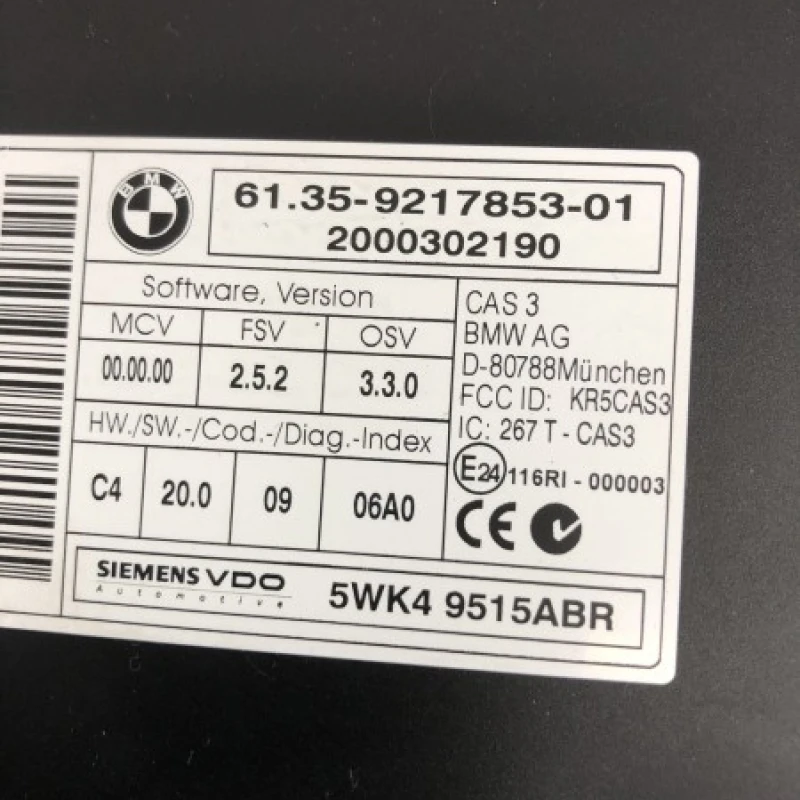 BMW
61.35-9217853-01
2000302190
Software, Version
MCV FSV OSV
00.00.00 2.5.2 3.3.0
HW./SW.-/Cod.-/Diag.-Index
C4 20.0 09 06A0
CAS 3
BMW AG
D-80788München
FCC ID: KR5CAS3
IC: 267 T - CAS3
E24 116RI - 000003
CE
SIEMENS VDO
Automotive
5WK4 9515ABR